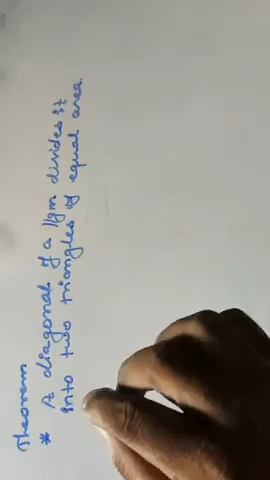 Theorem
* A diagonal of a //gm divides it
into two triangles of equal area.